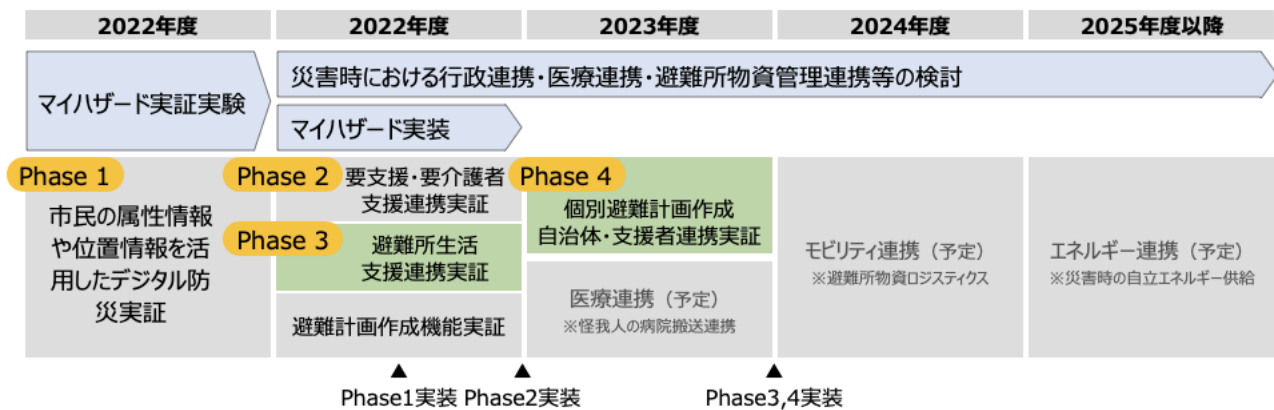 2022年度
2022年度
2023年度
2024年度
2025年度以降
マイハザード実証実験
災害時における行政連携・医療連携・避難所物資管理連携等の検討
マイハザード実装
Phase 1
市民の属性情報
や位置情報を活
用したデジタル防
災実証
Phase 2
要支援・要介護者
支援連携実証
Phase 3
避難所生活
支援連携実証
避難計画作成機能実証
Phase 4
個別避難計画作成
自治体・支援者連携実証
医療連携（予定）
※怪我人の病院搬送連携
モビリティ連携（予定）
※避難所物資ロジスティクス
エネルギー連携（予定）
※災害時の自立エネルギー供給
▲
Phase1実装
▲
Phase2実装
▲
Phase3,4実装